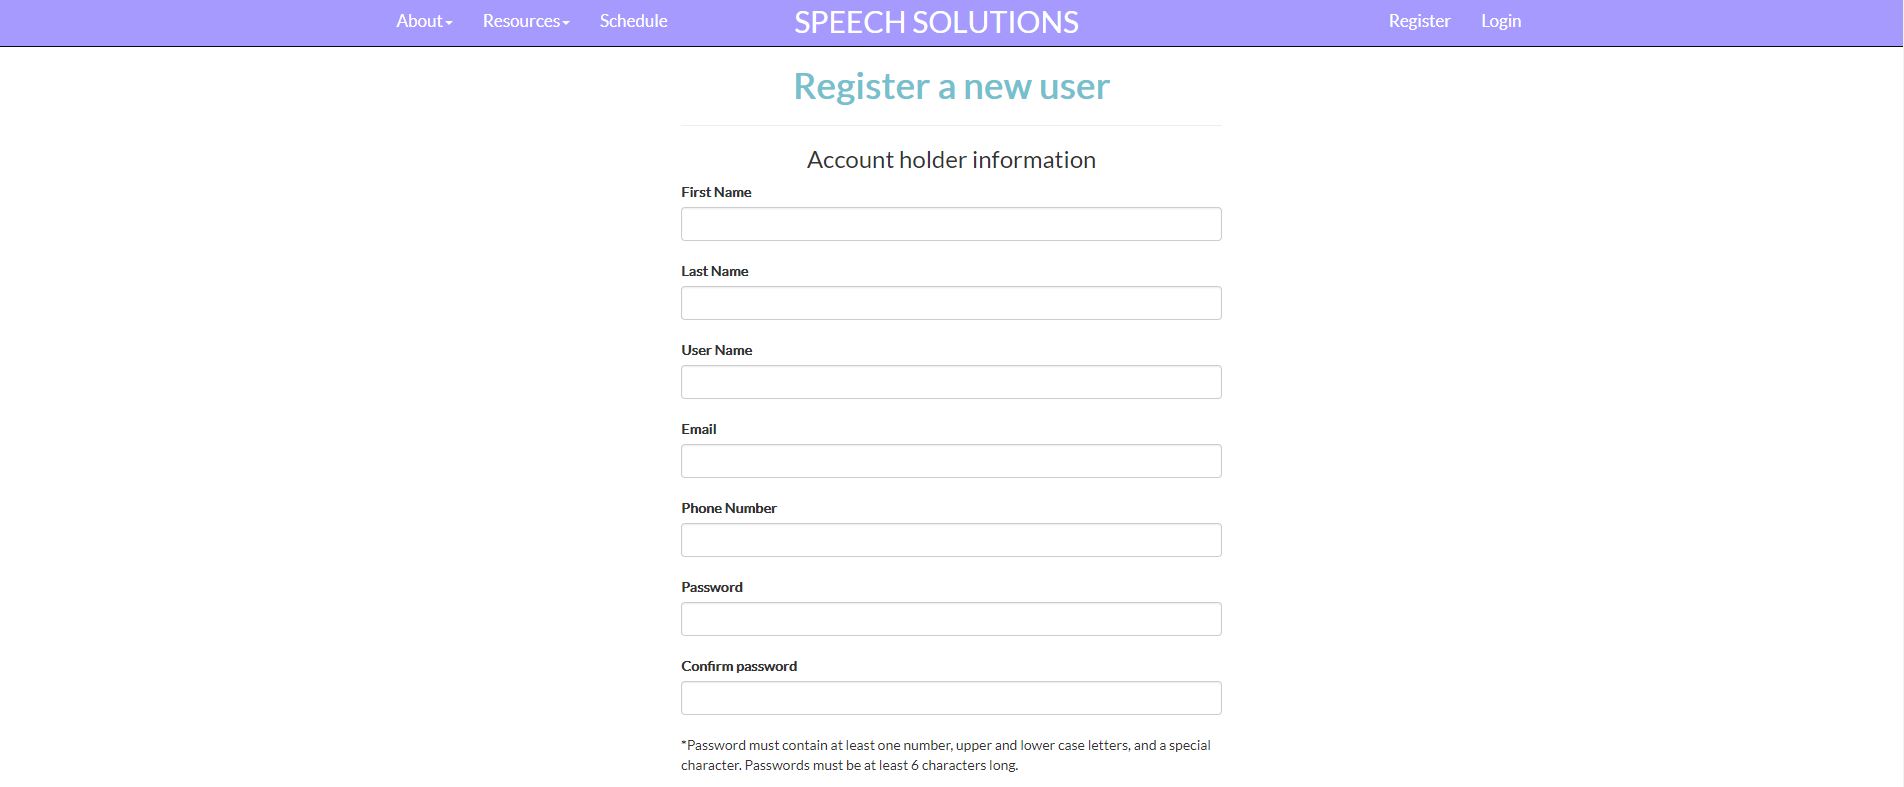 About Resources Schedule SPEECH SOLUTIONS Register Login
Register a new user
Account holder information
First Name
Last Name
User Name
Email
Phone Number
Password
Confirm password
*Password must contain at least one number, upper and lower case letters, and a special
character. Passwords must be at least 6 characters long.